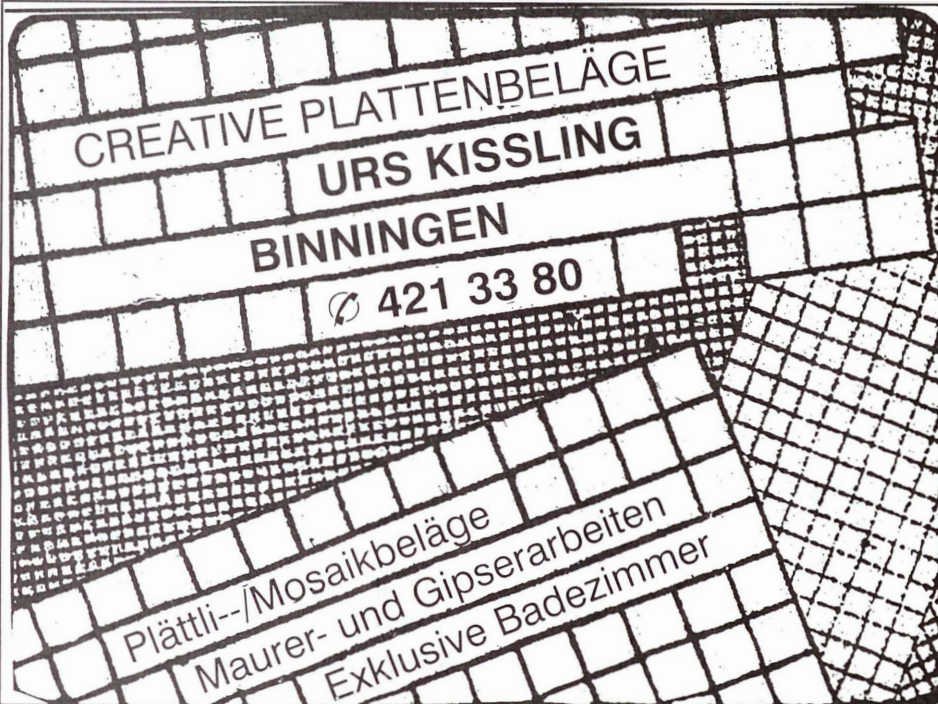 CREATIVE PLATTENBELÄGE
URS KISSLING
BINNINGEN
✆ 421 33 80
Plättli--/Mosaikbeläge
Maurer- und Gipserarbeiten
Exklusive Badezimmer